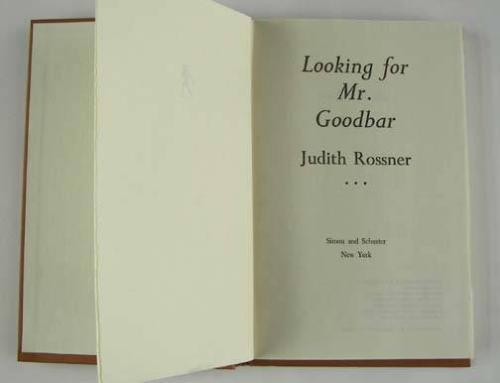 Looking for
Mr.
Goodbar
Judith Rossner
• • •
Simon and Schuster
New York